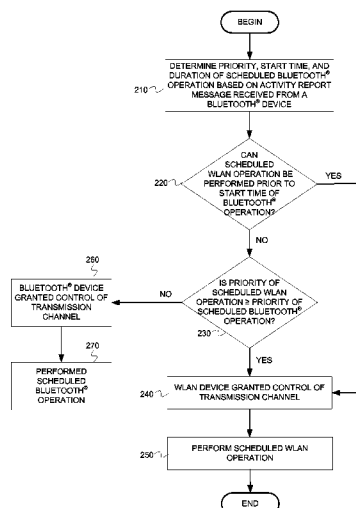 BEGIN
DETERMINE PRIORITY, START TIME, AND
DURATION OF SCHEDULED BLUETOOTH®
OPERATION BASED ON ACTIVITY REPORT
MESSAGE RECEIVED FROM A
BLUETOOTH® DEVICE
210
CAN
SCHEDULED
WLAN OPERATION BE
PERFORMED PRIOR TO
START TIME OF
BLUETOOTH®
OPERATION?
220
YES
NO
IS PRIORITY OF
SCHEDULED WLAN
OPERATION ≥ PRIORITY OF
SCHEDULED BLUETOOTH®
OPERATION?
230
NO
YES
260
BLUETOOTH® DEVICE
GRANTED CONTROL OF
TRANSMISSION
CHANNEL
270
PERFORMED
SCHEDULED
BLUETOOTH®
OPERATION
240
WLAN DEVICE GRANTED CONTROL OF
TRANSMISSION CHANNEL
250
PERFORM SCHEDULED WLAN
OPERATION
END